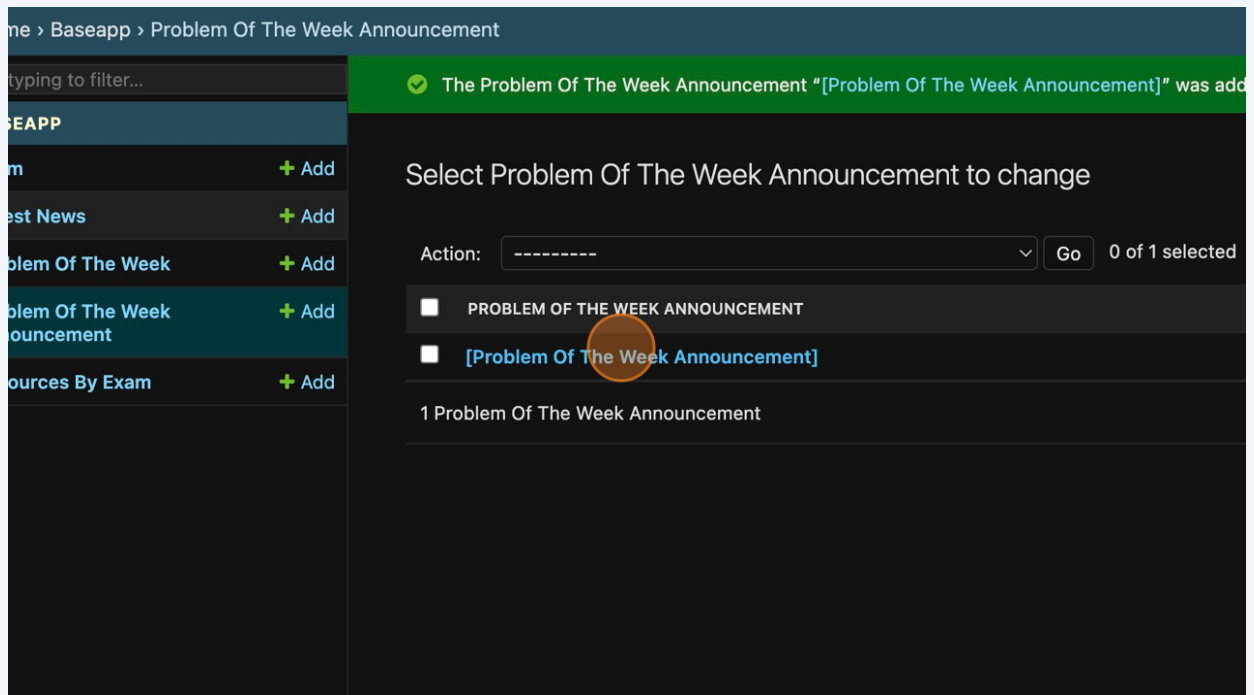 me › Baseapp › Problem Of The Week Announcement
typing to filter...
The Problem Of The Week Announcement “[Problem Of The Week Announcement]” was add
SEAPP
m + Add
est News + Add
blem Of The Week + Add
blem Of The Week + Add
ouncement
ources By Exam + Add
Select Problem Of The Week Announcement to change
Action: --------- Go 0 of 1 selected
PROBLEM OF THE WEEK ANNOUNCEMENT
[Problem Of The Week Announcement]
1 Problem Of The Week Announcement